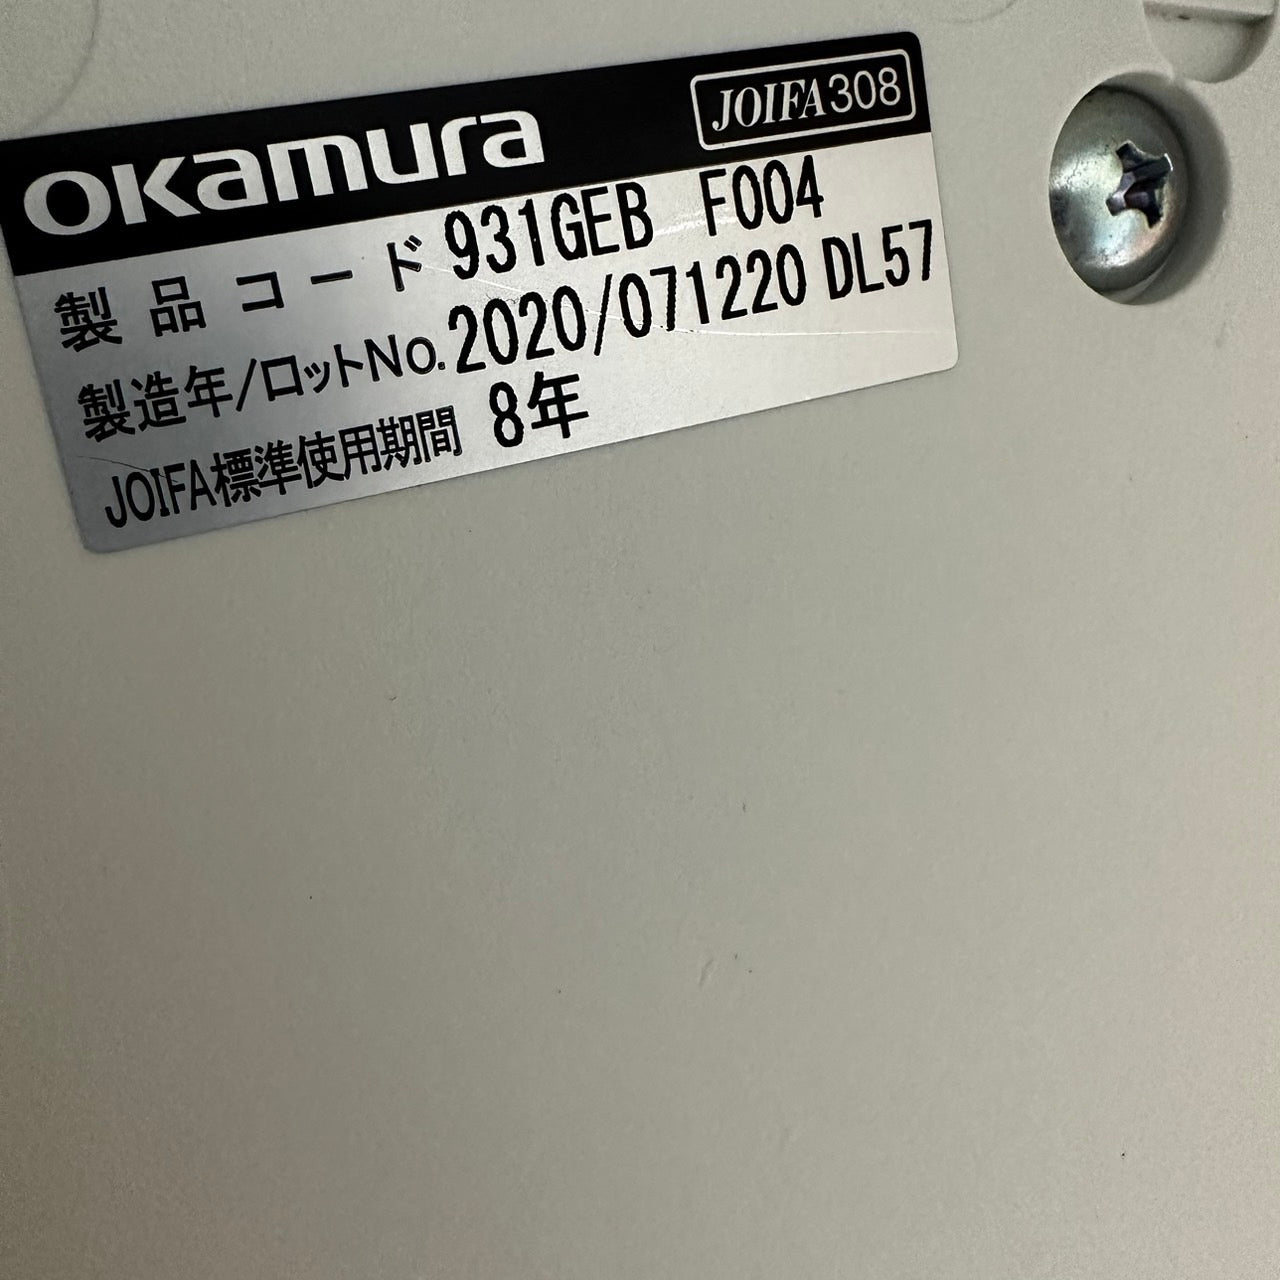 okamura JOIFA308
製品コード 931GEB F004
製造年/ロットNo. 2020/071220 DL57
JOIFA標準使用期間 8年